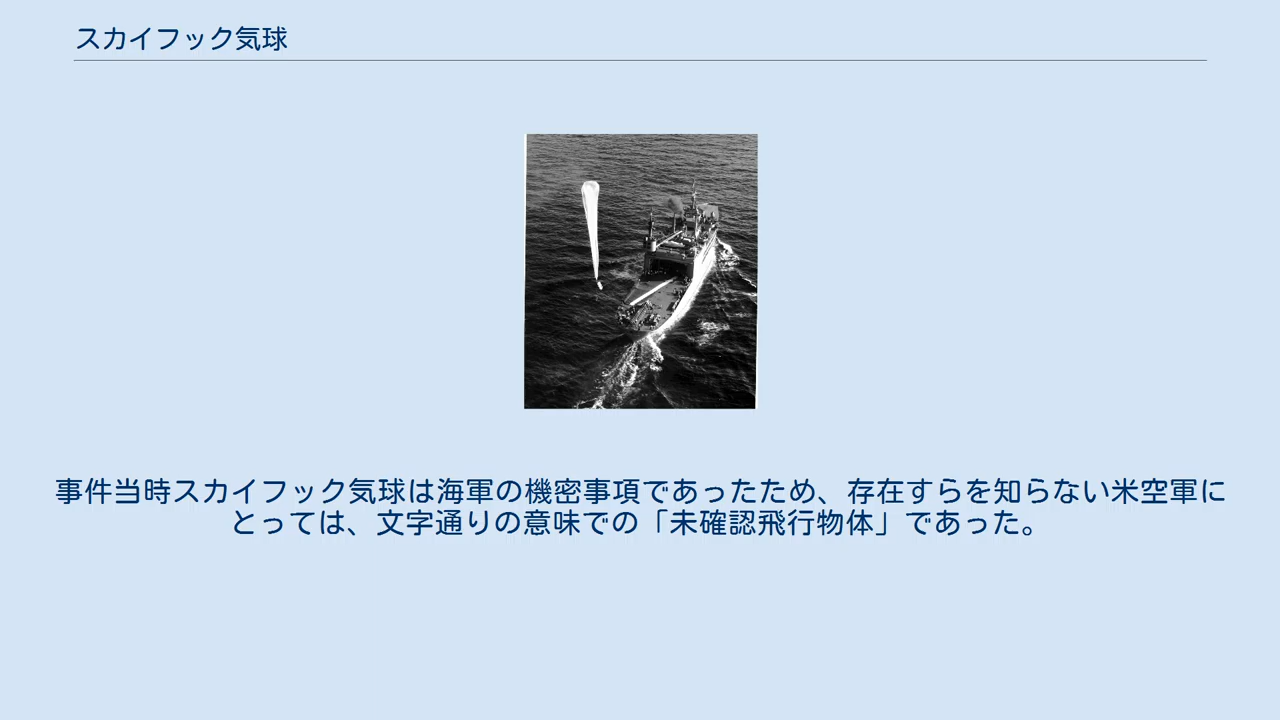 スカイフック気球
事件当時スカイフック気球は海軍の機密事項であったため、存在すらを知らない米空軍に
とっては、文字通りの意味での「未確認飛行物体」であった。